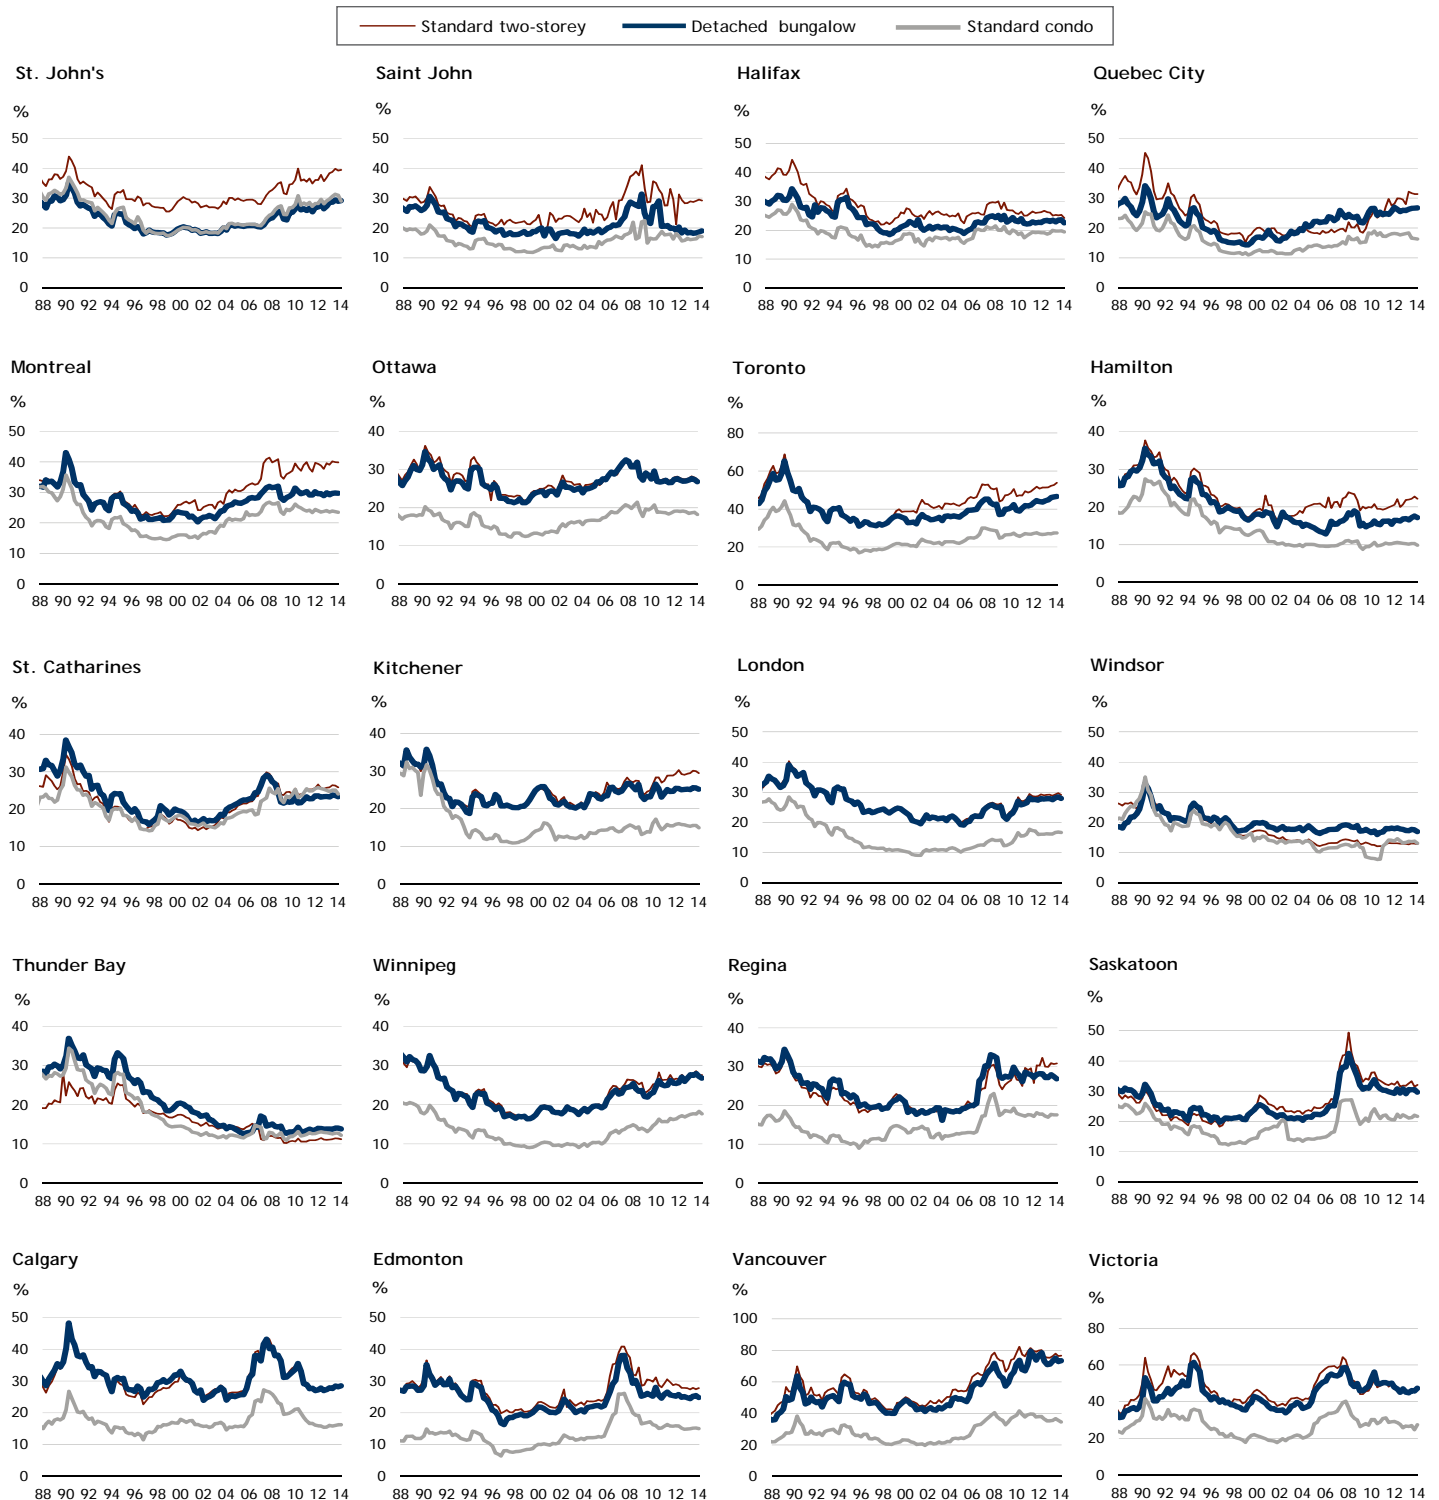 Standard two-storey Detached bungalow Standard condo
St. John's Saint John Halifax Quebec City
% % % %
50 50 50 50
40 40 40 40
30 30 30 30
20 20 20 20
10 10 10 10
0 0 0 0
88 90 92 94 96 98 00 02 04 06 08 10 12 14 88 90 92 94 96 98 00 02 04 06 08 10 12 14 88 90 92 94 96 98 00 02 04 06 08 10 12 14 88 90 92 94 96 98 00 02 04 06 08 10 12 14
Montreal Ottawa Toronto Hamilton
% % % %
50 40 80 40
40 30 60 30
30 20 40 20
20 10 20 10
10 0 0 0
0
88 90 92 94 96 98 00 02 04 06 08 10 12 14 88 90 92 94 96 98 00 02 04 06 08 10 12 14 88 90 92 94 96 98 00 02 04 06 08 10 12 14 88 90 92 94 96 98 00 02 04 06 08 10 12 14
St. Catharines Kitchener London Windsor
% % % %
40 40 50 50
30 30 40 40
20 20 30 30
10 10 20 20
0 0 10 10
0 0
88 90 92 94 96 98 00 02 04 06 08 10 12 14 88 90 92 94 96 98 00 02 04 06 08 10 12 14 88 90 92 94 96 98 00 02 04 06 08 10 12 14 88 90 92 94 96 98 00 02 04 06 08 10 12 14
Thunder Bay Winnipeg Regina Saskatoon
% % % %
40 40 40 50
30 30 30 40
20 20 20 30
10 10 10 20
0 0 0 10
0
88 90 92 94 96 98 00 02 04 06 08 10 12 14 88 90 92 94 96 98 00 02 04 06 08 10 12 14 88 90 92 94 96 98 00 02 04 06 08 10 12 14 88 90 92 94 96 98 00 02 04 06 08 10 12 14
Calgary Edmonton Vancouver Victoria
% % % %
50 50 100 80
40 40 80 60
30 30 60 40
20 20 40 20
10 10 20 0
0 0 0
88 90 92 94 96 98 00 02 04 06 08 10 12 14 88 90 92 94 96 98 00 02 04 06 08 10 12 14 88 90 92 94 96 98 00 02 04 06 08 10 12 14 88 90 92 94 96 98 00 02 04 06 08 10 12 14